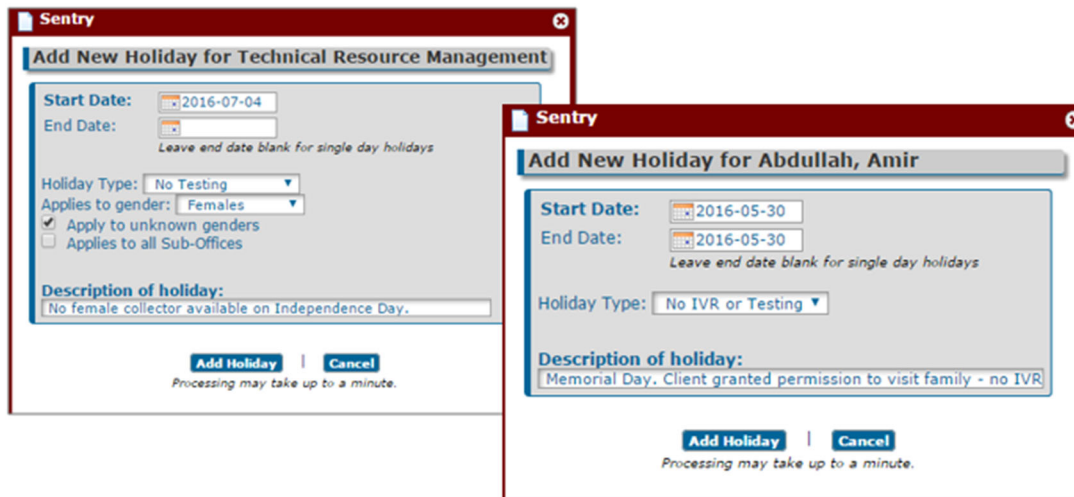 Sentry
Add New Holiday for Technical Resource Management
Start Date: 2016-07-04
End Date:
Leave end date blank for single day holidays
Holiday Type: No Testing
Applies to gender: Females
Apply to unknown genders
Applies to all Sub-Offices
Description of holiday:
No female collector available on Independence Day.
Add Holiday | Cancel
Processing may take up to a minute.
Sentry
Add New Holiday for Abdullah, Amir
Start Date: 2016-05-30
End Date: 2016-05-30
Leave end date blank for single day holidays
Holiday Type: No IVR or Testing
Description of holiday:
Memorial Day. Client granted permission to visit family - no IVR
Add Holiday | Cancel
Processing may take up to a minute.